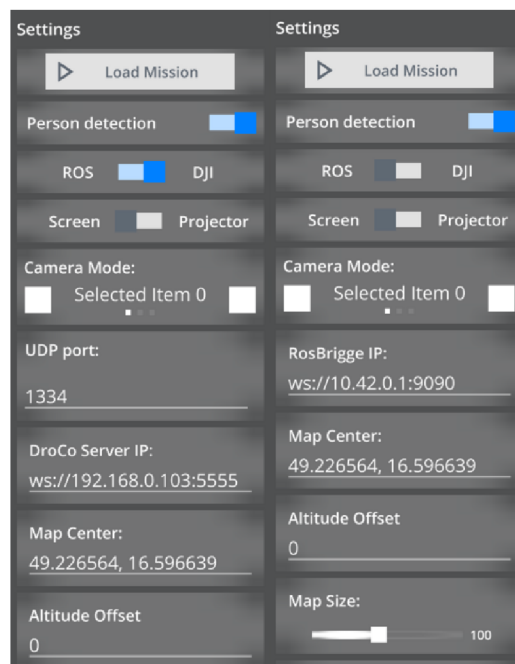 Settings
Load Mission
Person detection
ROS DJI
Screen Projector
Camera Mode:
Selected Item 0
UDP port:
1334
DroCo Server IP:
ws://192.168.0.103:5555
Map Center:
49.226564, 16.596639
Altitude Offset
0
Settings
Load Mission
Person detection
ROS DJI
Screen Projector
Camera Mode:
Selected Item 0
RosBrigge IP:
ws://10.42.0.1:9090
Map Center:
49.226564, 16.596639
Altitude Offset
0
Map Size:
100